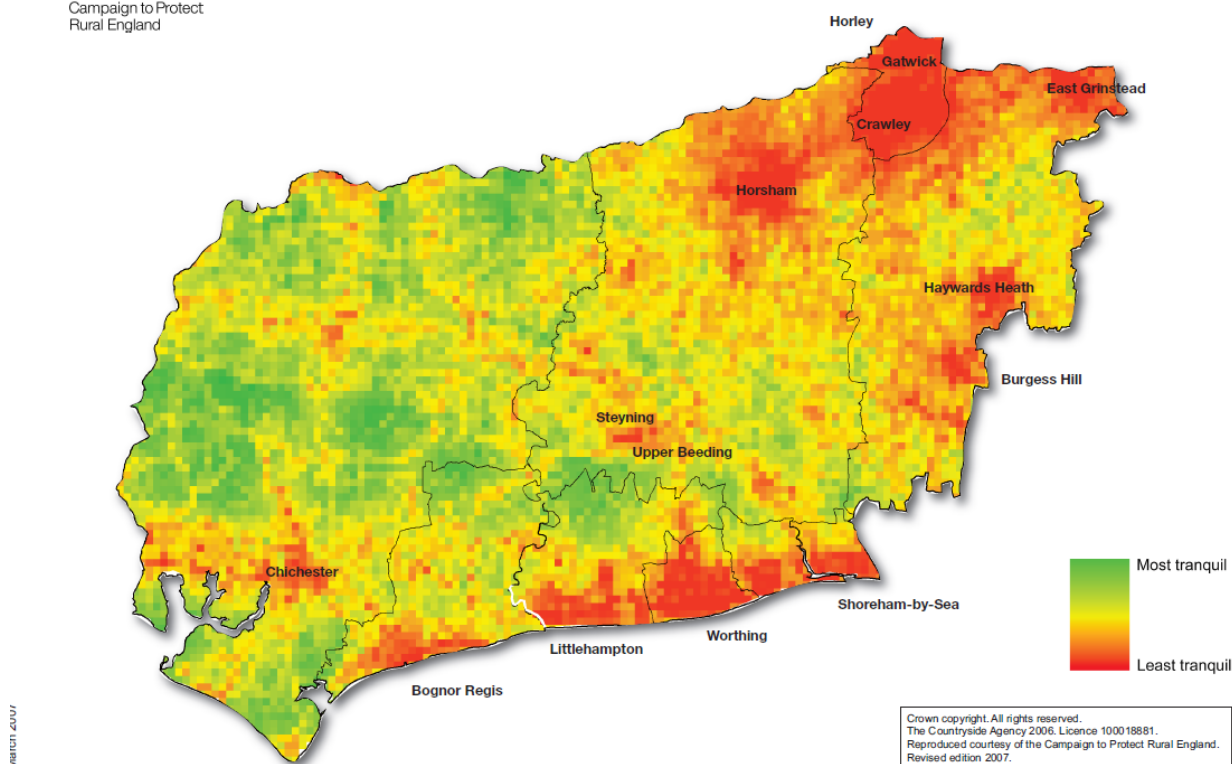 Campaign to Protect
Rural England
Horley
Gatwick
East Grinstead
Crawley
Horsham
Haywards Heath
Burgess Hill
Steyning
Upper Beeding
Chichester
Shoreham-by-Sea
Worthing
Littlehampton
Bognor Regis
Most tranquil
Least tranquil
March 2007
Crown copyright. All rights reserved.
The Countryside Agency 2006. Licence 100018881.
Reproduced courtesy of the Campaign to Protect Rural England.
Revised edition 2007.